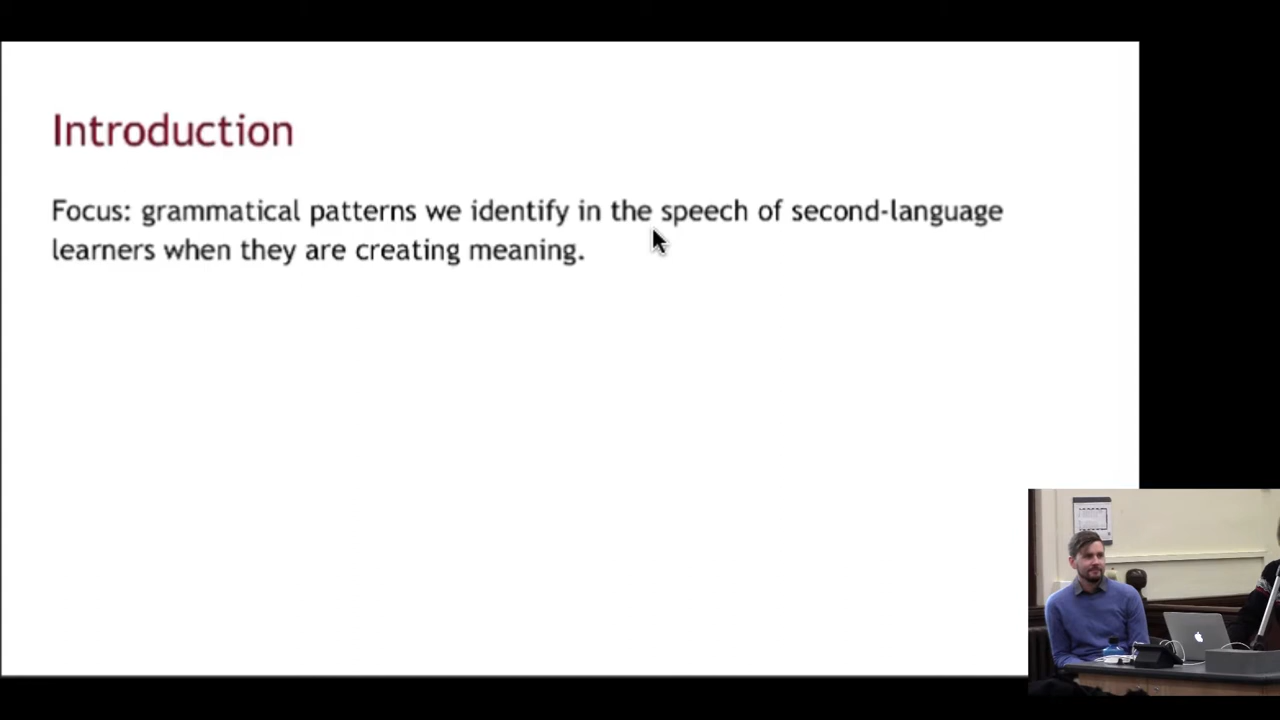 Introduction
Focus: grammatical patterns we identify in the speech of second-language
learners when they are creating meaning.